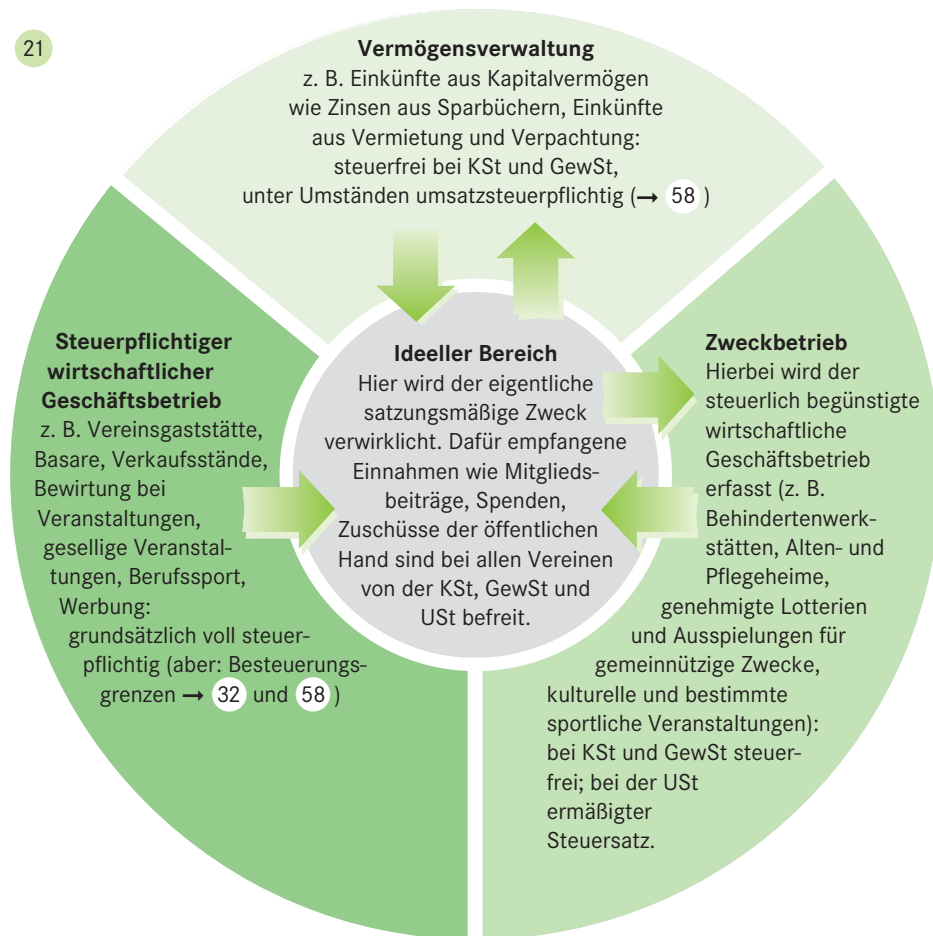 21
Vermögensverwaltung
z. B. Einkünfte aus Kapitalvermögen
wie Zinsen aus Sparbüchern, Einkünfte
aus Vermietung und Verpachtung:
steuerfrei bei KSt und GewSt,
unter Umständen umsatzsteuerpflichtig (→ 58 )
Steuerpflichtiger
wirtschaftlicher
Geschäftsbetrieb
z. B. Vereinsgaststätte,
Basare, Verkaufsstände,
Bewirtung bei
Veranstaltungen,
gesellige Veranstal-
tungen, Berufssport,
Werbung:
grundsätzlich voll steuer-
pflichtig (aber: Besteuerungs-
grenzen → 32 und 58 )
Ideeller Bereich
Hier wird der eigentliche
satzungsmäßige Zweck
verwirklicht. Dafür empfangene
Einnahmen wie Mitglieds-
beiträge, Spenden,
Zuschüsse der öffentlichen
Hand sind bei allen Vereinen
von der KSt, GewSt und
USt befreit.
Zweckbetrieb
Hierbei wird der
steuerlich begünstigte
wirtschaftliche
Geschäftsbetrieb
erfasst (z. B.
Behindertenwerk-
stätten, Alten- und
Pflegeheime,
genehmigte Lotterien
und Ausspielungen für
gemeinnützige Zwecke,
kulturelle und bestimmte
sportliche Veranstaltungen):
bei KSt und GewSt steuer-
frei; bei der USt
ermäßigter
Steuersatz.